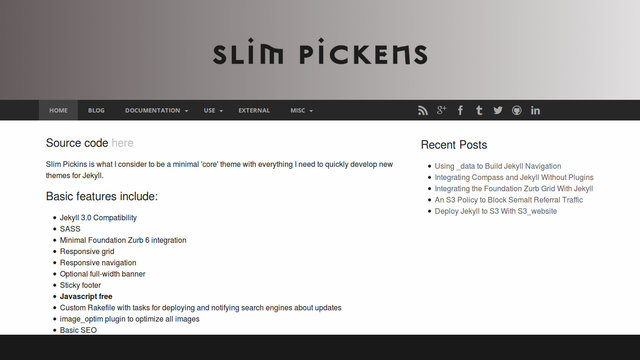 SLIM PICKENS
HOME BLOG DOCUMENTATION USE EXTERNAL MISC
Source code here
Slim Pickins is what I consider to be a minimal 'core' theme with everything I need to quickly develop new
themes for Jekyll.
Basic features include:
Jekyll 3.0 Compatibility
SASS
Minimal Foundation Zurb 6 integration
Responsive grid
Responsive navigation
Optional full-width banner
Sticky footer
Javascript free
Custom Rakefile with tasks for deploying and notifying search engines about updates
image_optim plugin to optimize all images
Basic SEO
Recent Posts
Using _data to Build Jekyll Navigation
Integrating Compass and Jekyll Without Plugins
Integrating the Foundation Zurb Grid With Jekyll
An S3 Policy to Block Semalt Referral Traffic
Deploy Jekyll to S3 With S3_website